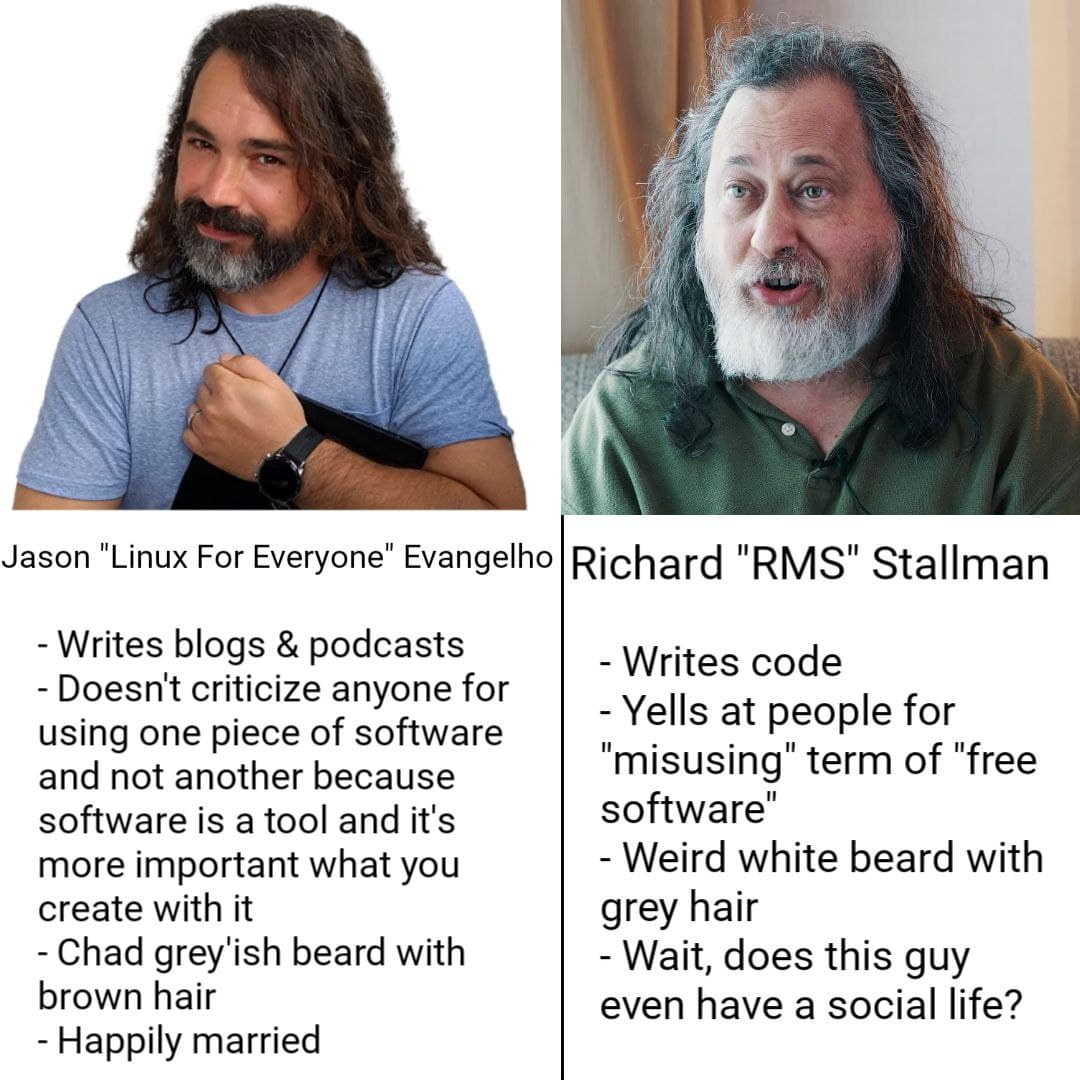 Jason "Linux For Everyone" Evangelho
- Writes blogs & podcasts
- Doesn't criticize anyone for
using one piece of software
and not another because
software is a tool and it's
more important what you
create with it
- Chad grey'ish beard with
brown hair
- Happily married
Richard "RMS" Stallman
- Writes code
- Yells at people for
"misusing" term of "free
software"
- Weird white beard with
grey hair
- Wait, does this guy
even have a social life?